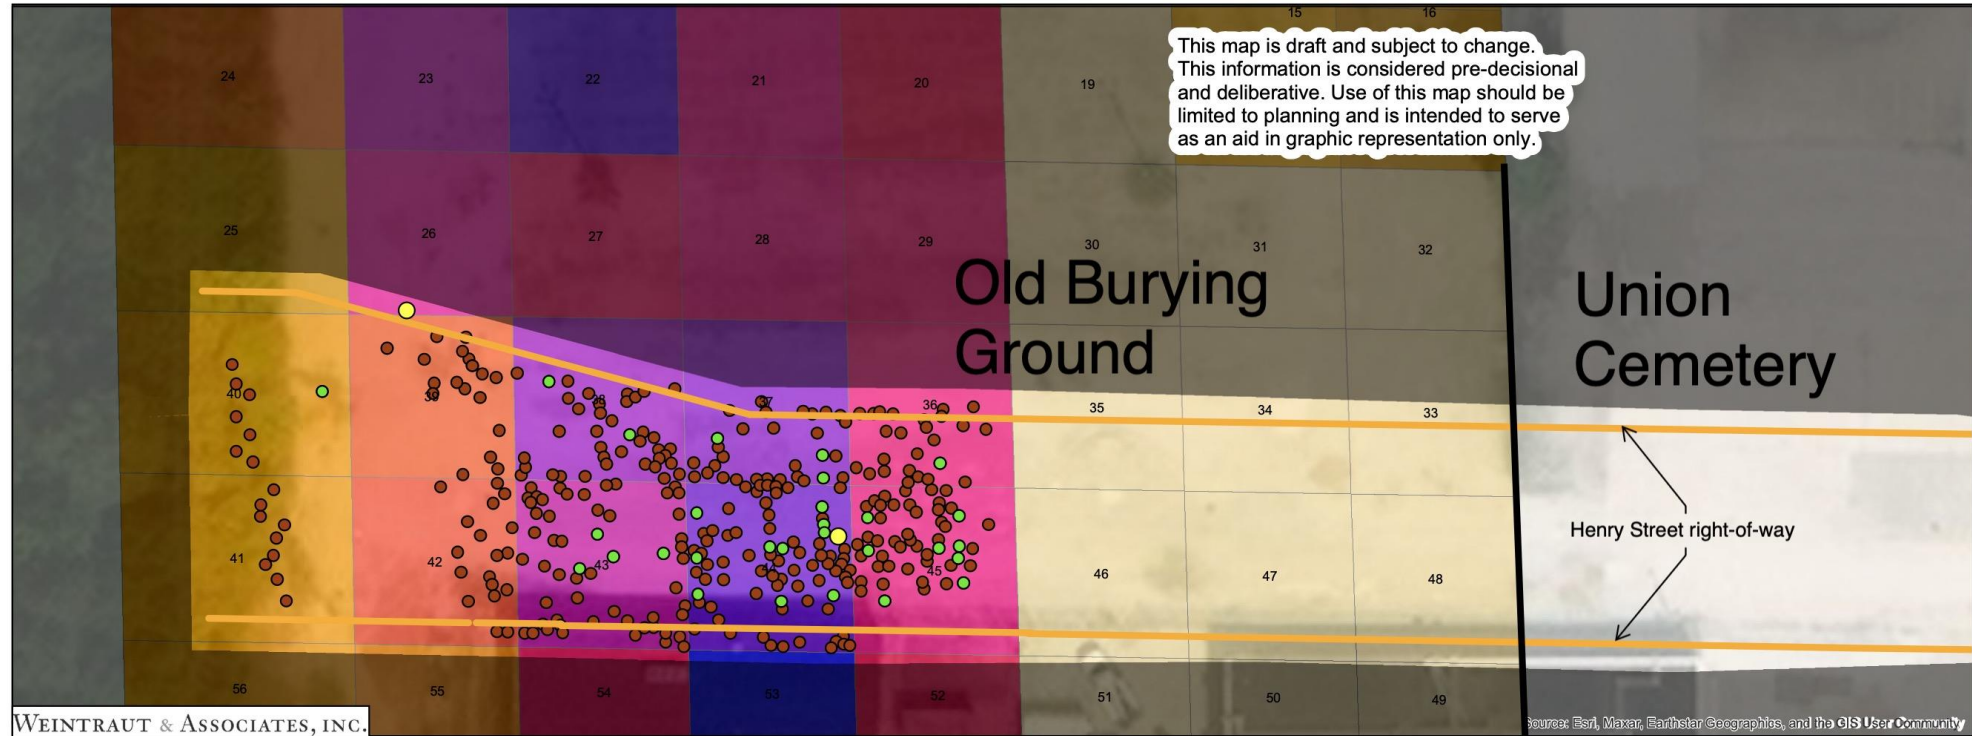 15 16
This map is draft and subject to change.
This information is considered pre-decisional
and deliberative. Use of this map should be
limited to planning and is intended to serve
as an aid in graphic representation only.
24 23 22 21 20 19
25 26 27 28 29 30 31 32
Old Burying
Ground
Union
Cemetery
40 39 38 37 36 35 34 33
Henry Street right-of-way
41 42 43 44 45 46 47 48
56 55 54 53 52 51 50 49
WEINTRAUT & ASSOCIATES, INC.
Source: Esri, Maxar, Earthstar Geographics, and the GIS User Community